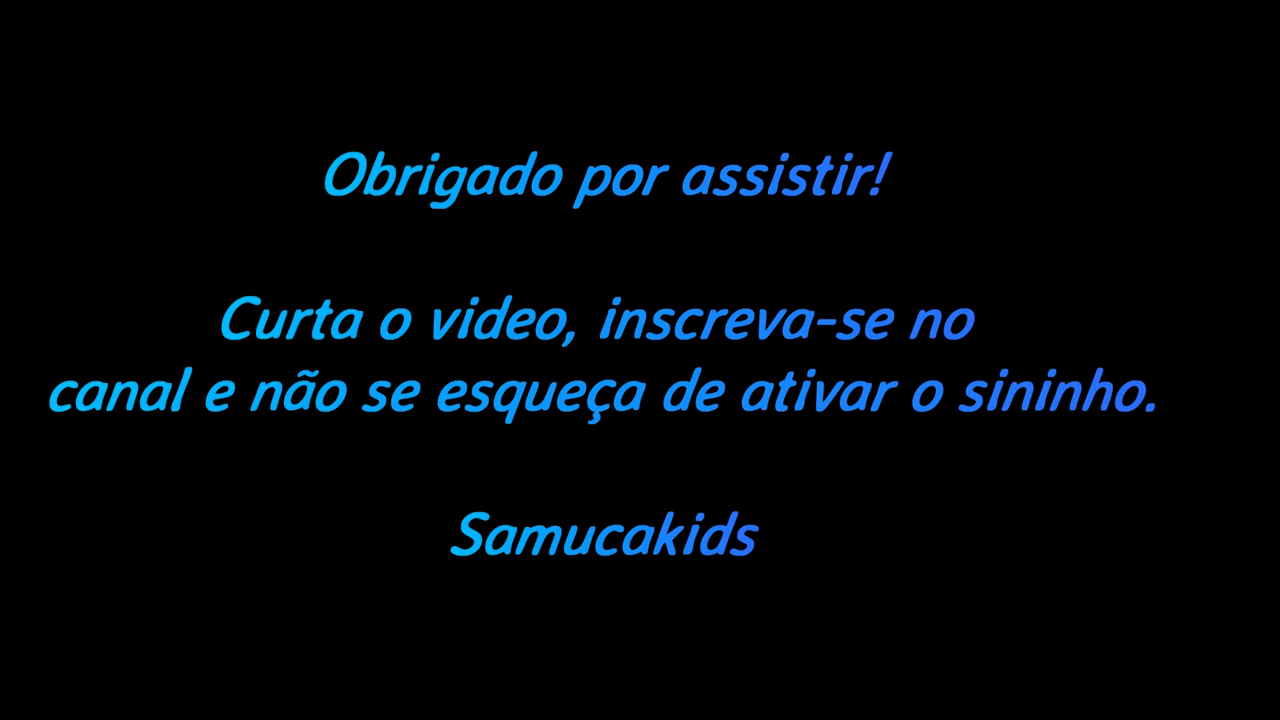 Obrigado por assistir!
Curta o video, inscreva-se no
canal e não se esqueça de ativar o sininho.
Samucakids